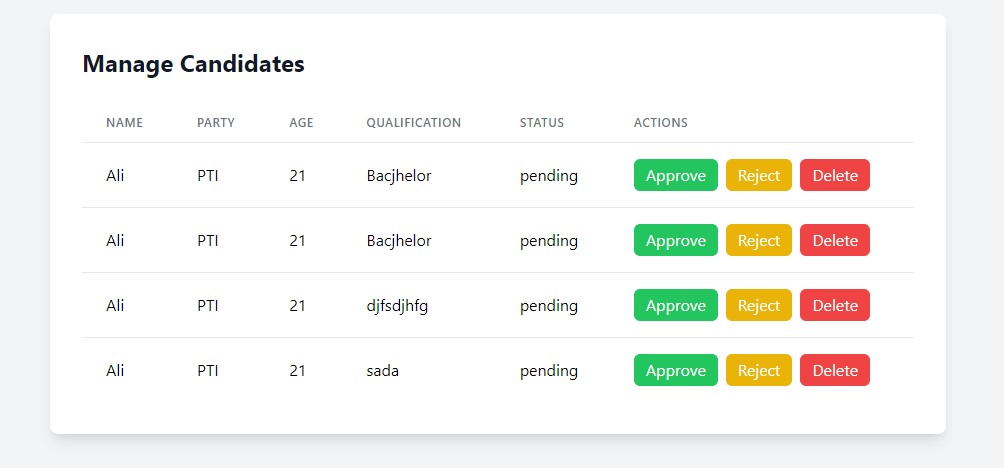 Manage Candidates
NAME PARTY AGE QUALIFICATION STATUS ACTIONS
Ali PTI 21 Bacjhelor pending Approve Reject Delete
Ali PTI 21 Bacjhelor pending Approve Reject Delete
Ali PTI 21 djfsdjhfg pending Approve Reject Delete
Ali PTI 21 sada pending Approve Reject Delete